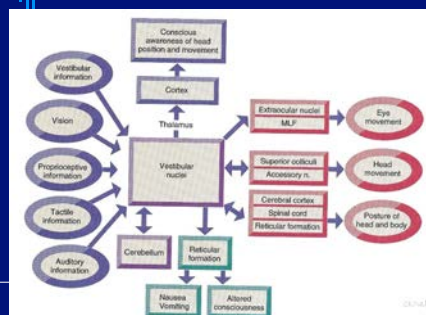 Conscious
awareness of head
position and movement
Vestibular
information
Cortex
Vision
Thalamus
Extraocular nuclei
MLF
Eye
movement
Proprioceptive
information
Vestibular
nuclei
Superior colliculi
Accessory n.
Head
movement
Tactile
information
Cerebral cortex
Spinal cord
Reticular formation
Posture of
head and body
Auditory
information
Cerebellum
Reticular
formation
Nausea
Vomiting
Altered
consciousness